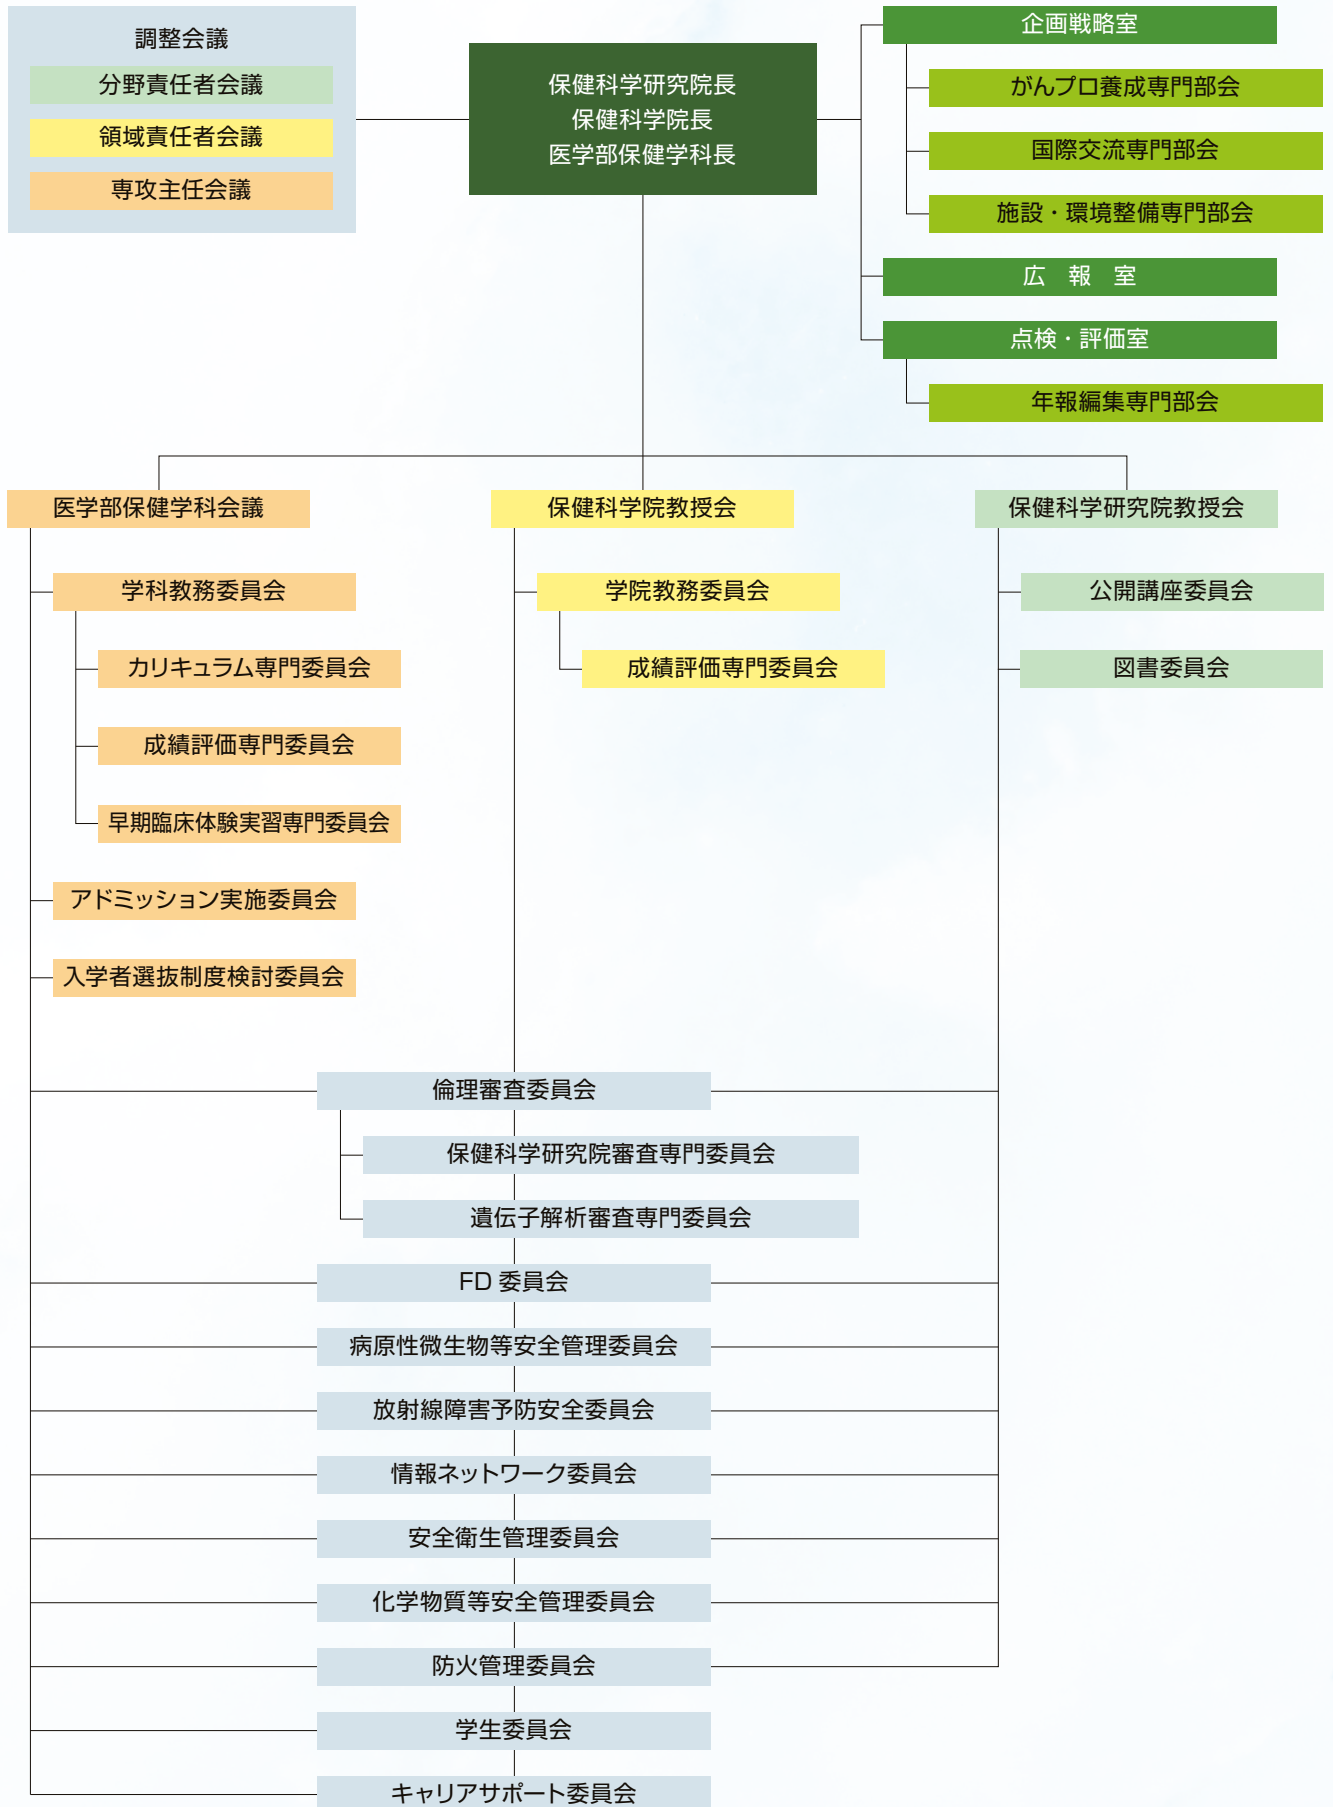 調整会議
分野責任者会議
領域責任者会議
専攻主任会議
保健科学研究院長
保健科学院長
医学部保健学科長
企画戦略室
がんプロ養成専門部会
国際交流専門部会
施設・環境整備専門部会
広　報　室
点検・評価室
年報編集専門部会
医学部保健学科会議
保健科学院教授会
保健科学研究院教授会
学科教務委員会
学院教務委員会
公開講座委員会
カリキュラム専門委員会
成績評価専門委員会
図書委員会
成績評価専門委員会
早期臨床体験実習専門委員会
アドミッション実施委員会
入学者選抜制度検討委員会
倫理審査委員会
保健科学研究院審査専門委員会
遺伝子解析審査専門委員会
FD 委員会
病原性微生物等安全管理委員会
放射線障害予防安全委員会
情報ネットワーク委員会
安全衛生管理委員会
化学物質等安全管理委員会
防火管理委員会
学生委員会
キャリアサポート委員会